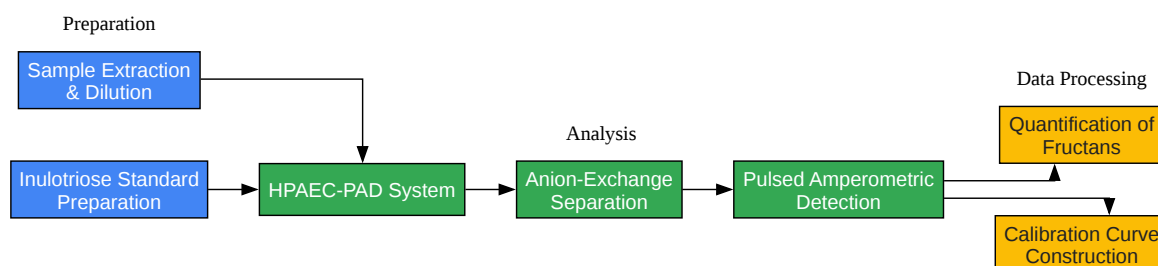 Preparation
Sample Extraction
& Dilution
Inulotriose Standard
Preparation
HPAEC-PAD System
Analysis
Anion-Exchange
Separation
Pulsed Amperometric
Detection
Data Processing
Quantification of
Fructans
Calibration Curve
Construction